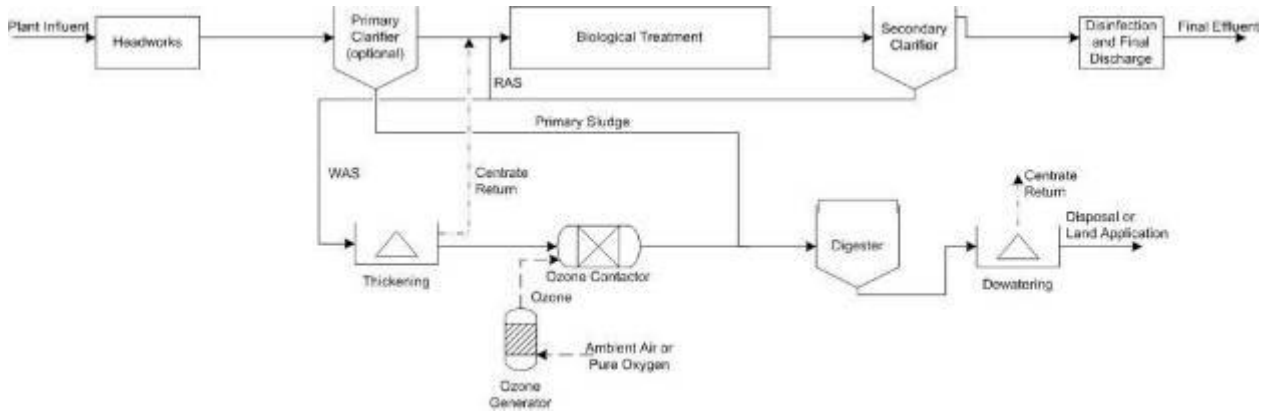 Plant Influent
Headworks
Primary
Clarifier
(optional)
Biological Treatment
Secondary
Clarifier
Disinfection
and Final
Discharge
Final Effluent
RAS
Primary Sludge
WAS
Centrate
Return
Centrate
Return
Disposal or
Land Application
Thickening
Ozone Contactor
Digester
Dewatering
Ozone
Ambient Air or
Pure Oxygen
Ozone
Generator